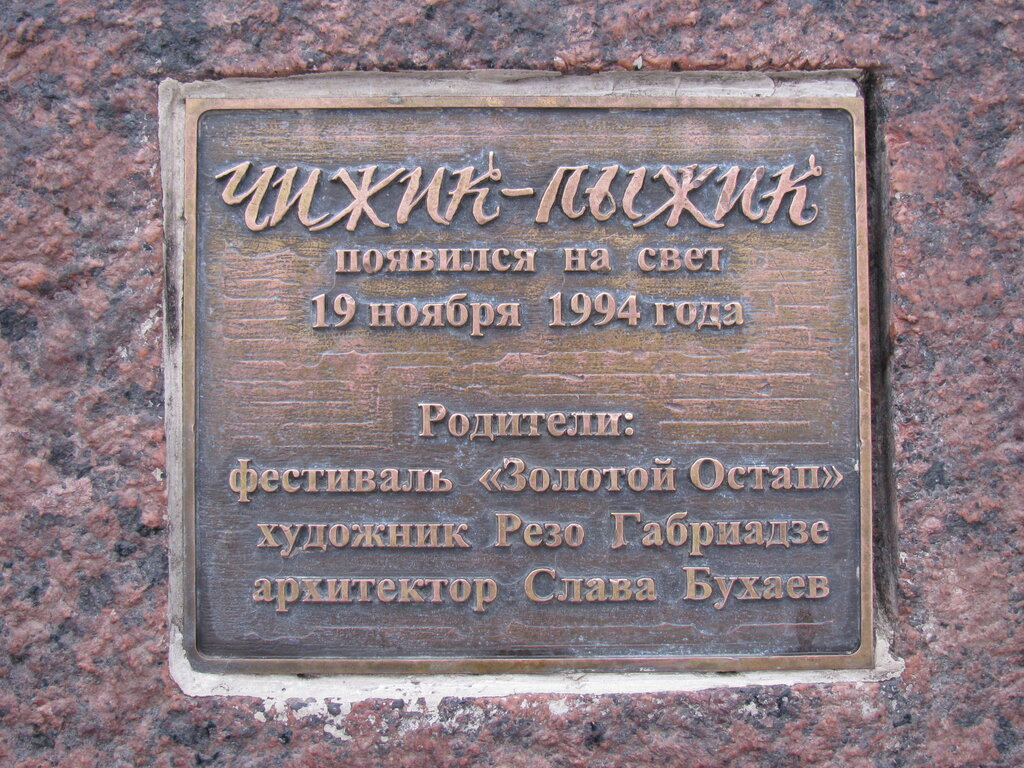 Чижик-Пыжик
появился на свет
19 ноября 1994 года
Родители:
фестиваль «Золотой Остап»
художник Резо Габриадзе
архитектор Слава Бухаев